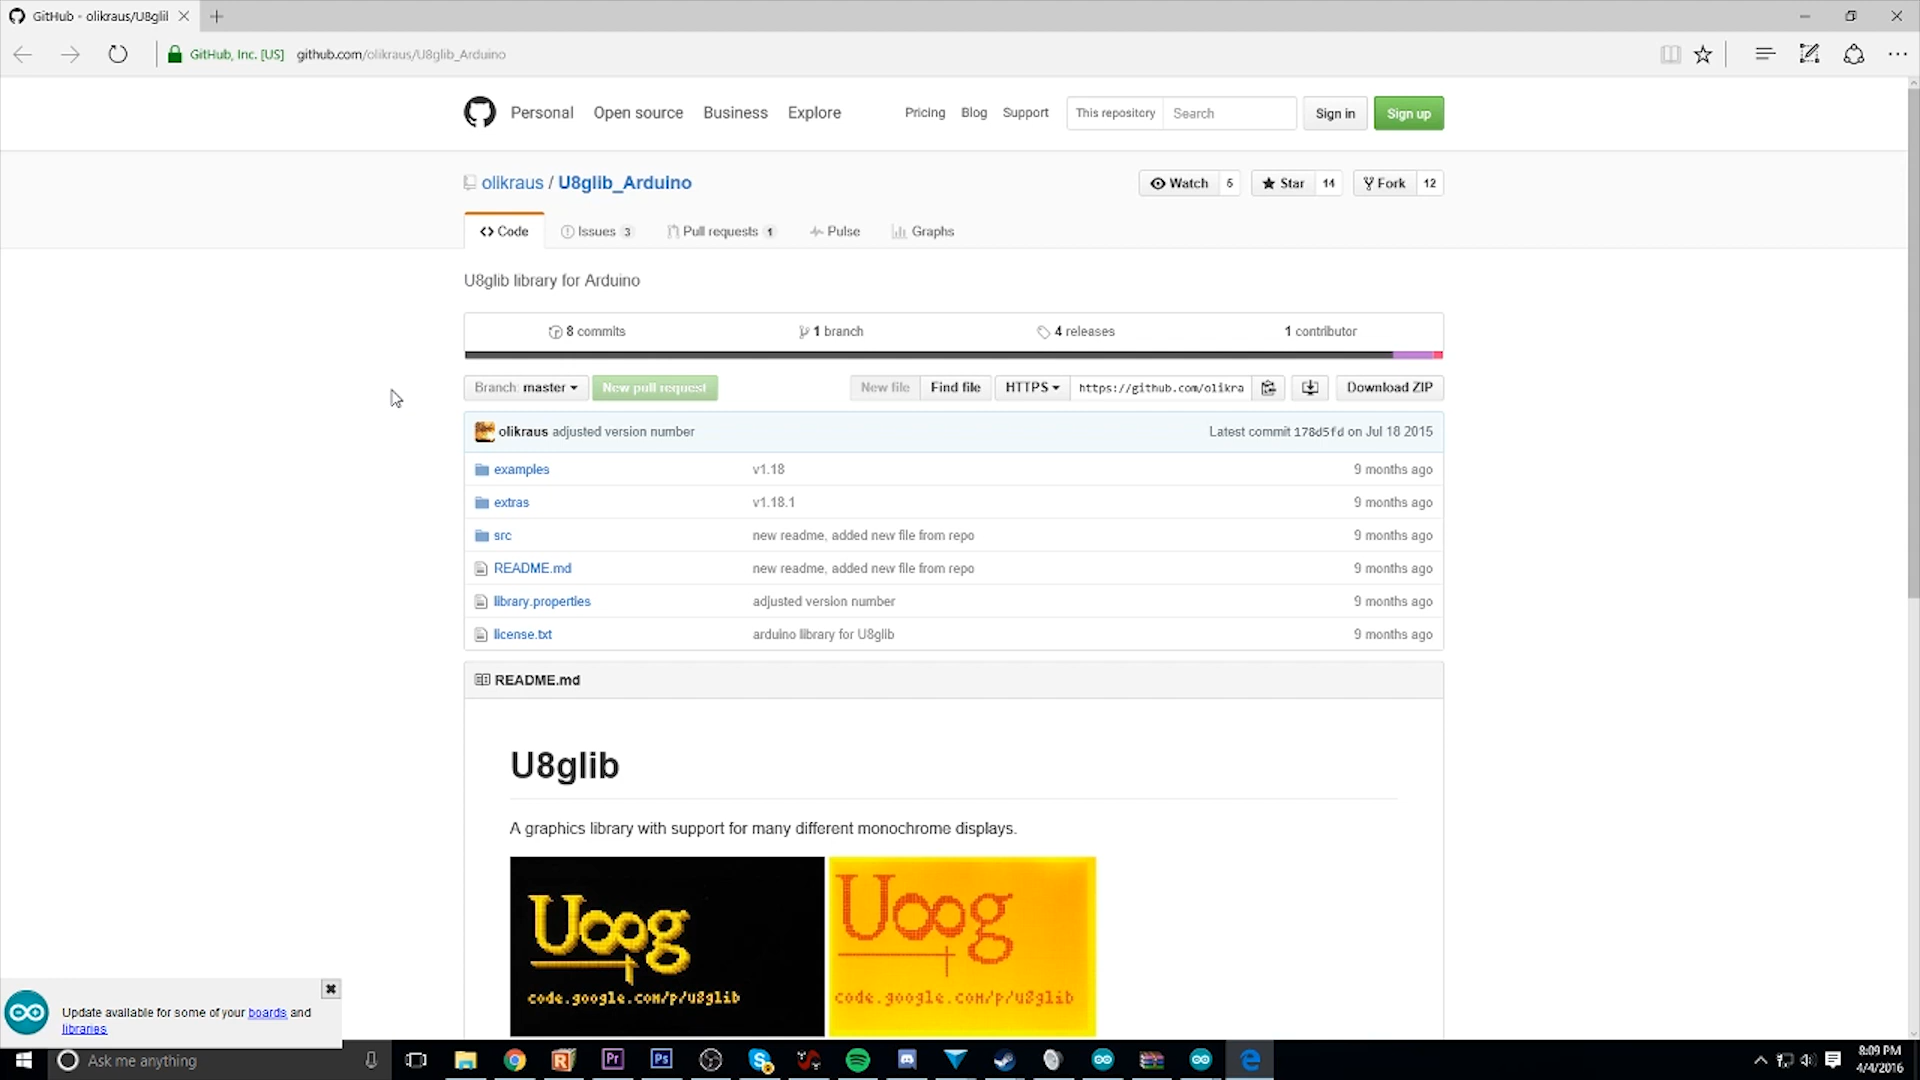 GitHub - olikraus/U8glil
GitHub, Inc. [US] github.com/olikraus/U8glib_Arduino
Personal Open source Business Explore Pricing Blog Support This repository Search Sign in Sign up
olikraus / U8glib_Arduino Watch 6 Star 14 Fork 12
Code Issues 3 Pull requests 1 Pulse Graphs
U8glib library for Arduino
8 commits 1 branch 4 releases 1 contributor
Branch: master New pull request New file Find file HTTPS https://github.com/olikra Download ZIP
olikraus adjusted version number Latest commit 178d5fd on Jul 18 2015
examples v1.18 9 months ago
extras v1.18.1 9 months ago
src new readme, added new file from repo 9 months ago
README.md new readme, added new file from repo 9 months ago
library.properties adjusted version number 9 months ago
license.txt arduino library for U8glib 9 months ago
README.md
U8glib
A graphics library with support for many different monochrome displays.
Uoog Uoog
code.google.com/p/u8glib code.google.com/p/u8glib
Update available for some of your boards and
libraries
Ask me anything
Pr Ps
8:09 PM
4/4/2016